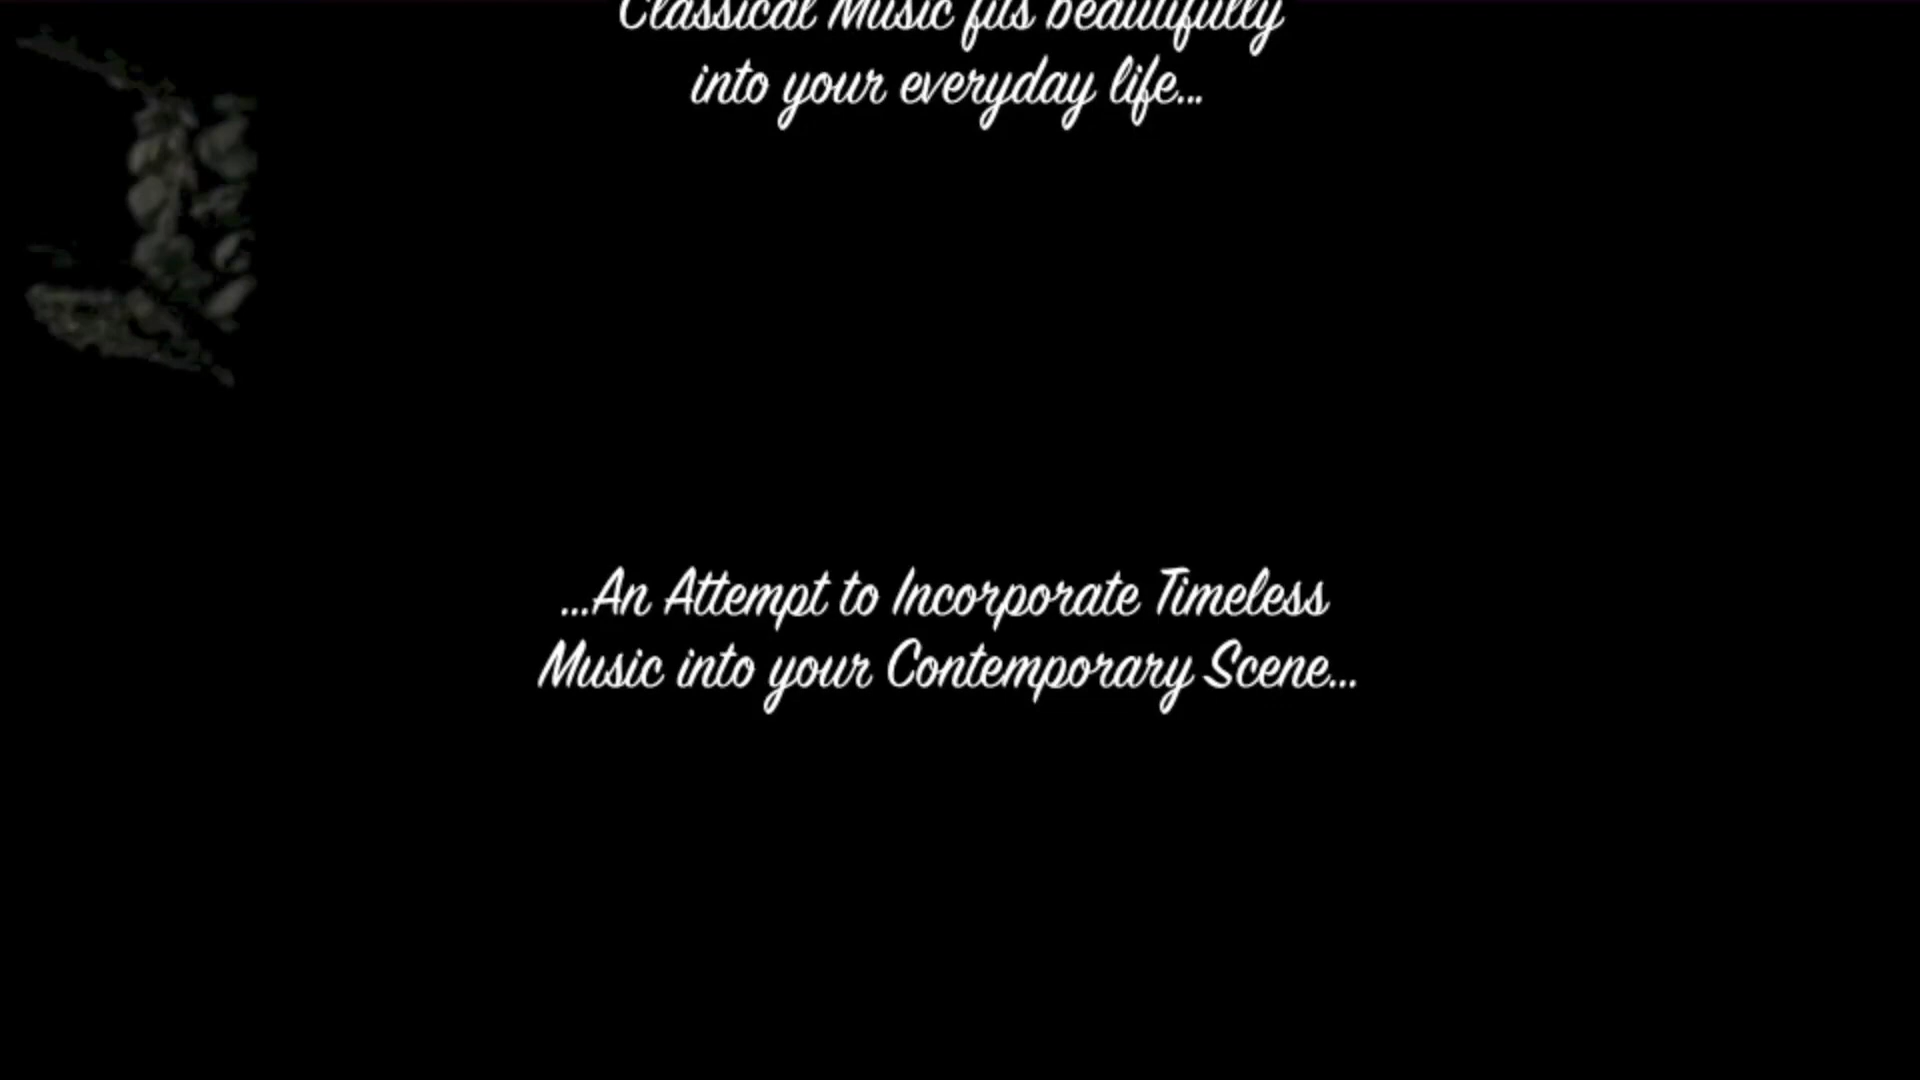 Classical Music fits beautifully
into your everyday life...
...An Attempt to Incorporate Timeless
Music into your Contemporary Scene...